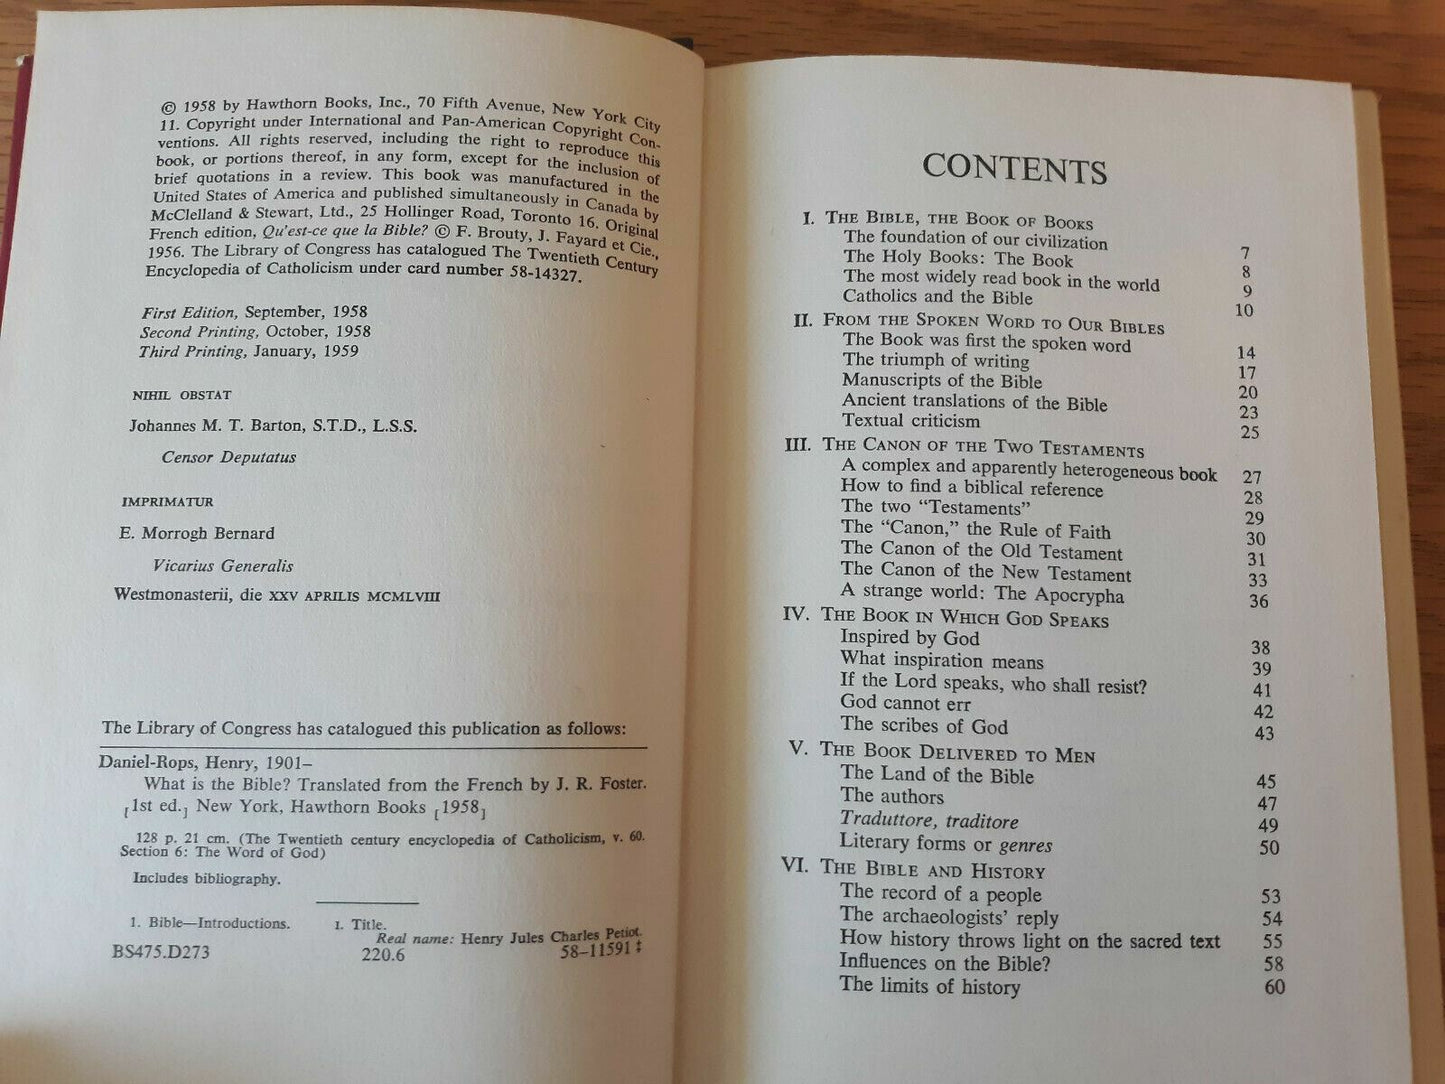 © 1958 by Hawthorn Books, Inc., 70 Fifth Avenue, New York City
11. Copyright under International and Pan-American Copyright Con-
ventions. All rights reserved, including the right to reproduce this
book, or portions thereof, in any form, except for the inclusion of
brief quotations in a review. This book was manufactured in the
United States of America and published simultaneously in Canada by
McClelland & Stewart, Ltd., 25 Hollinger Road, Toronto 16. Original
French edition, Qu'est-ce que la Bible? © F. Brouty, J. Fayard et Cie.,
1956. The Library of Congress has catalogued The Twentieth Century
Encyclopedia of Catholicism under card number 58-14327.
First Edition, September, 1958
Second Printing, October, 1958
Third Printing, January, 1959
NIHIL OBSTAT
Johannes M. T. Barton, S.T.D., L.S.S.
Censor Deputatus
IMPRIMATUR
E. Morrogh Bernard
Vicarius Generalis
Westmonasterii, die XXV APRILIS MCMLVIII
The Library of Congress has catalogued this publication as follows:
Daniel-Rops, Henry, 1901–
What is the Bible? Translated from the French by J. R. Foster.
[1st ed.] New York, Hawthorn Books [1958]
128 p. 21 cm. (The Twentieth century encyclopedia of Catholicism, v. 60.
Section 6: The Word of God)
Includes bibliography.
1. Bible—Introductions. I. Title.
Real name: Henry Jules Charles Petiot.
BS475.D273 220.6 58–11591 ‡
CONTENTS
I. THE BIBLE, THE BOOK OF BOOKS
The foundation of our civilization 7
The Holy Books: The Book 8
The most widely read book in the world 9
Catholics and the Bible 10
II. FROM THE SPOKEN WORD TO OUR BIBLES
The Book was first the spoken word 14
The triumph of writing 17
Manuscripts of the Bible 20
Ancient translations of the Bible 23
Textual criticism 25
III. THE CANON OF THE TWO TESTAMENTS
A complex and apparently heterogeneous book 27
How to find a biblical reference 28
The two "Testaments" 29
The "Canon," the Rule of Faith 30
The Canon of the Old Testament 31
The Canon of the New Testament 33
A strange world: The Apocrypha 36
IV. THE BOOK IN WHICH GOD SPEAKS
Inspired by God 38
What inspiration means 39
If the Lord speaks, who shall resist? 41
God cannot err 42
The scribes of God 43
V. THE BOOK DELIVERED TO MEN
The Land of the Bible 45
The authors 47
Traduttore, traditore 49
Literary forms or genres 50
VI. THE BIBLE AND HISTORY
The record of a people 53
The archaeologists' reply 54
How history throws light on the sacred text 55
Influences on the Bible? 58
The limits of history 60